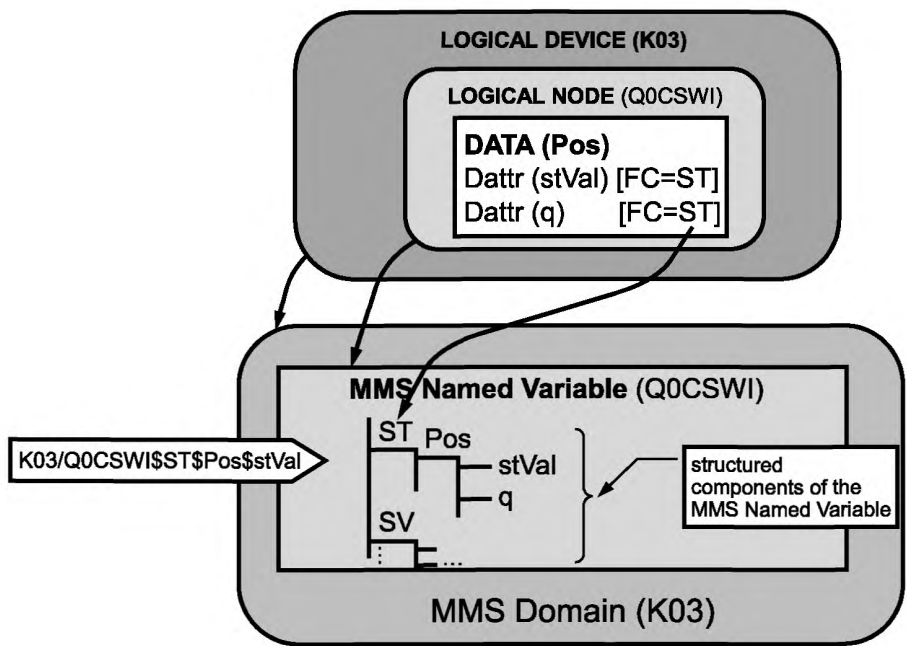 LOGICAL DEVICE (K03)
LOGICAL NODE (Q0CSWI)
DATA (Pos)
Dattr (stVal) [FC=ST]
Dattr (q) [FC=ST]
MMS Named Variable (Q0CSWI)
ST
Pos
stVal
q
SV
...
K03/Q0CSWI$ST$Pos$stVal
structured
components of the
MMS Named Variable
MMS Domain (K03)